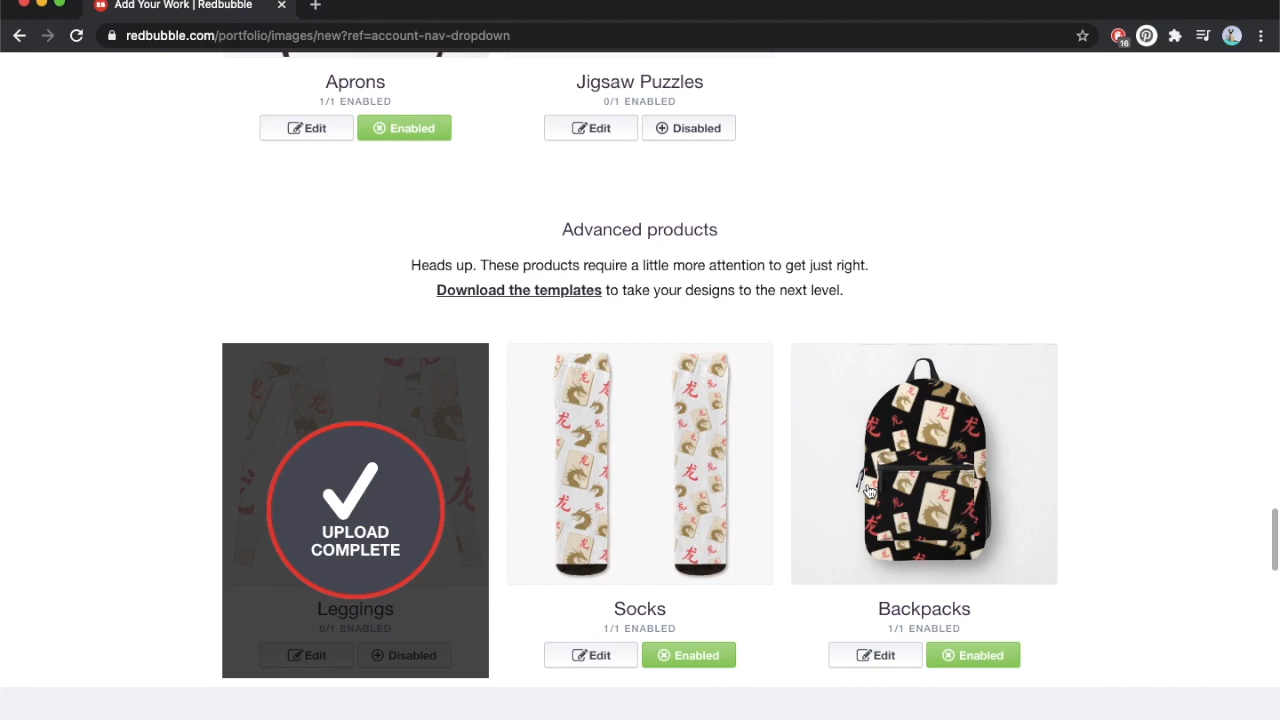 Add Your Work | Redbubble
redbubble.com/portfolio/images/new?ref=account-nav-dropdown
16
Aprons
1/1 ENABLED
Edit
Enabled
Jigsaw Puzzles
0/1 ENABLED
Edit
Disabled
Advanced products
Heads up. These products require a little more attention to get just right.
Download the templates to take your designs to the next level.
UPLOAD
COMPLETE
Leggings
0/1 ENABLED
Edit
Disabled
龙
Socks
1/1 ENABLED
Edit
Enabled
龙
Backpacks
1/1 ENABLED
Edit
Enabled